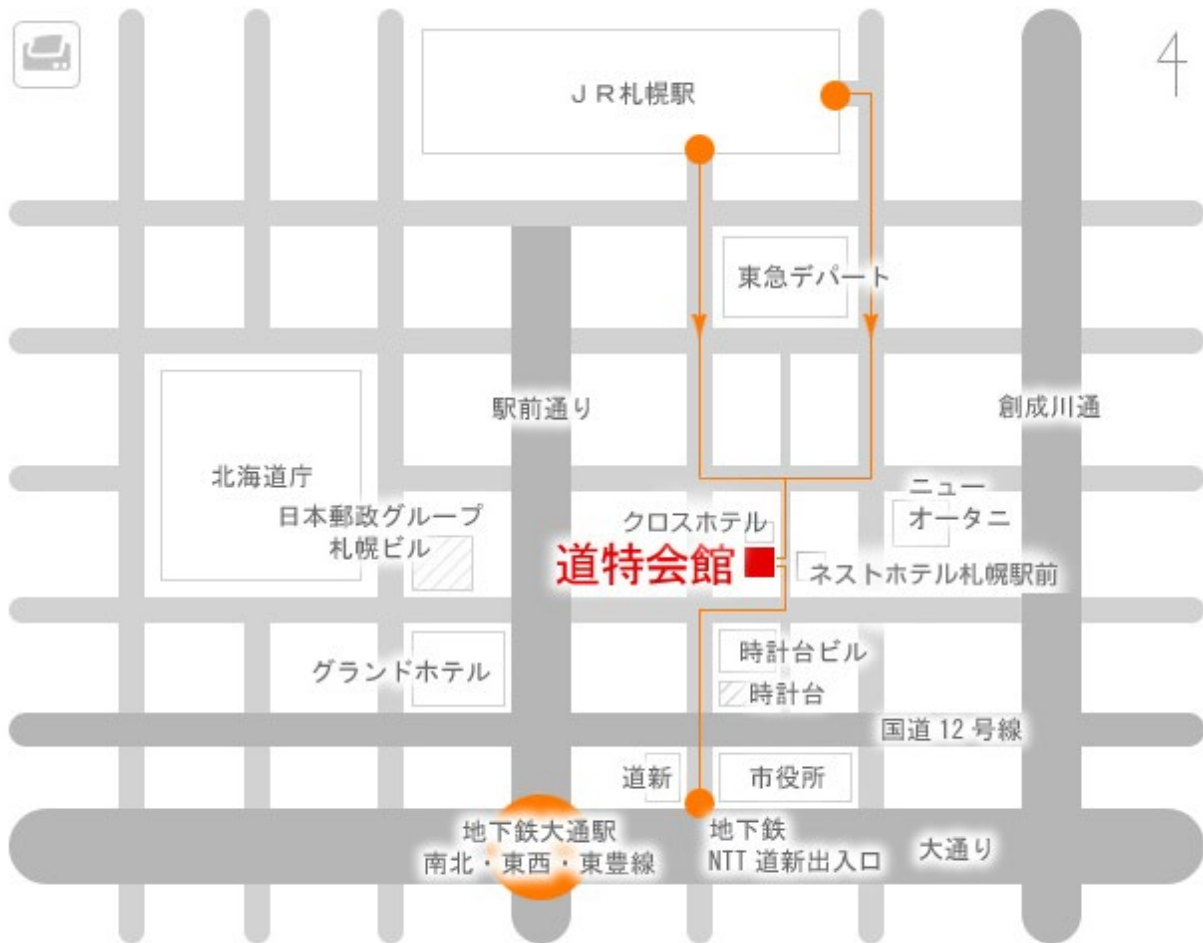 ＪＲ札幌駅
東急デパート
駅前通り
創成川通
北海道庁
日本郵政グループ
札幌ビル
クロスホテル
ニュー
オータニ
道特会館
ネストホテル札幌駅前
グランドホテル
時計台ビル
時計台
国道12号線
道新
市役所
地下鉄大通駅
南北・東西・東豊線
地下鉄
NTT道新出入口
大通り